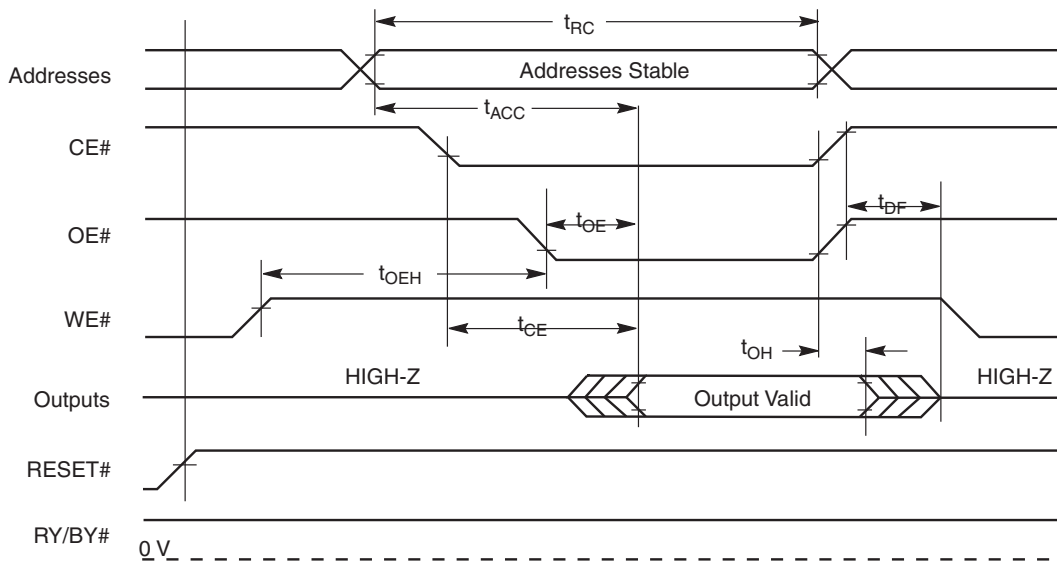 tRC
Addresses
Addresses Stable
tACC
CE#
tDF
OE#
tOE
tOEH
WE#
tCE
tOH
HIGH-Z
HIGH-Z
Outputs
Output Valid
RESET#
RY/BY#
0 V